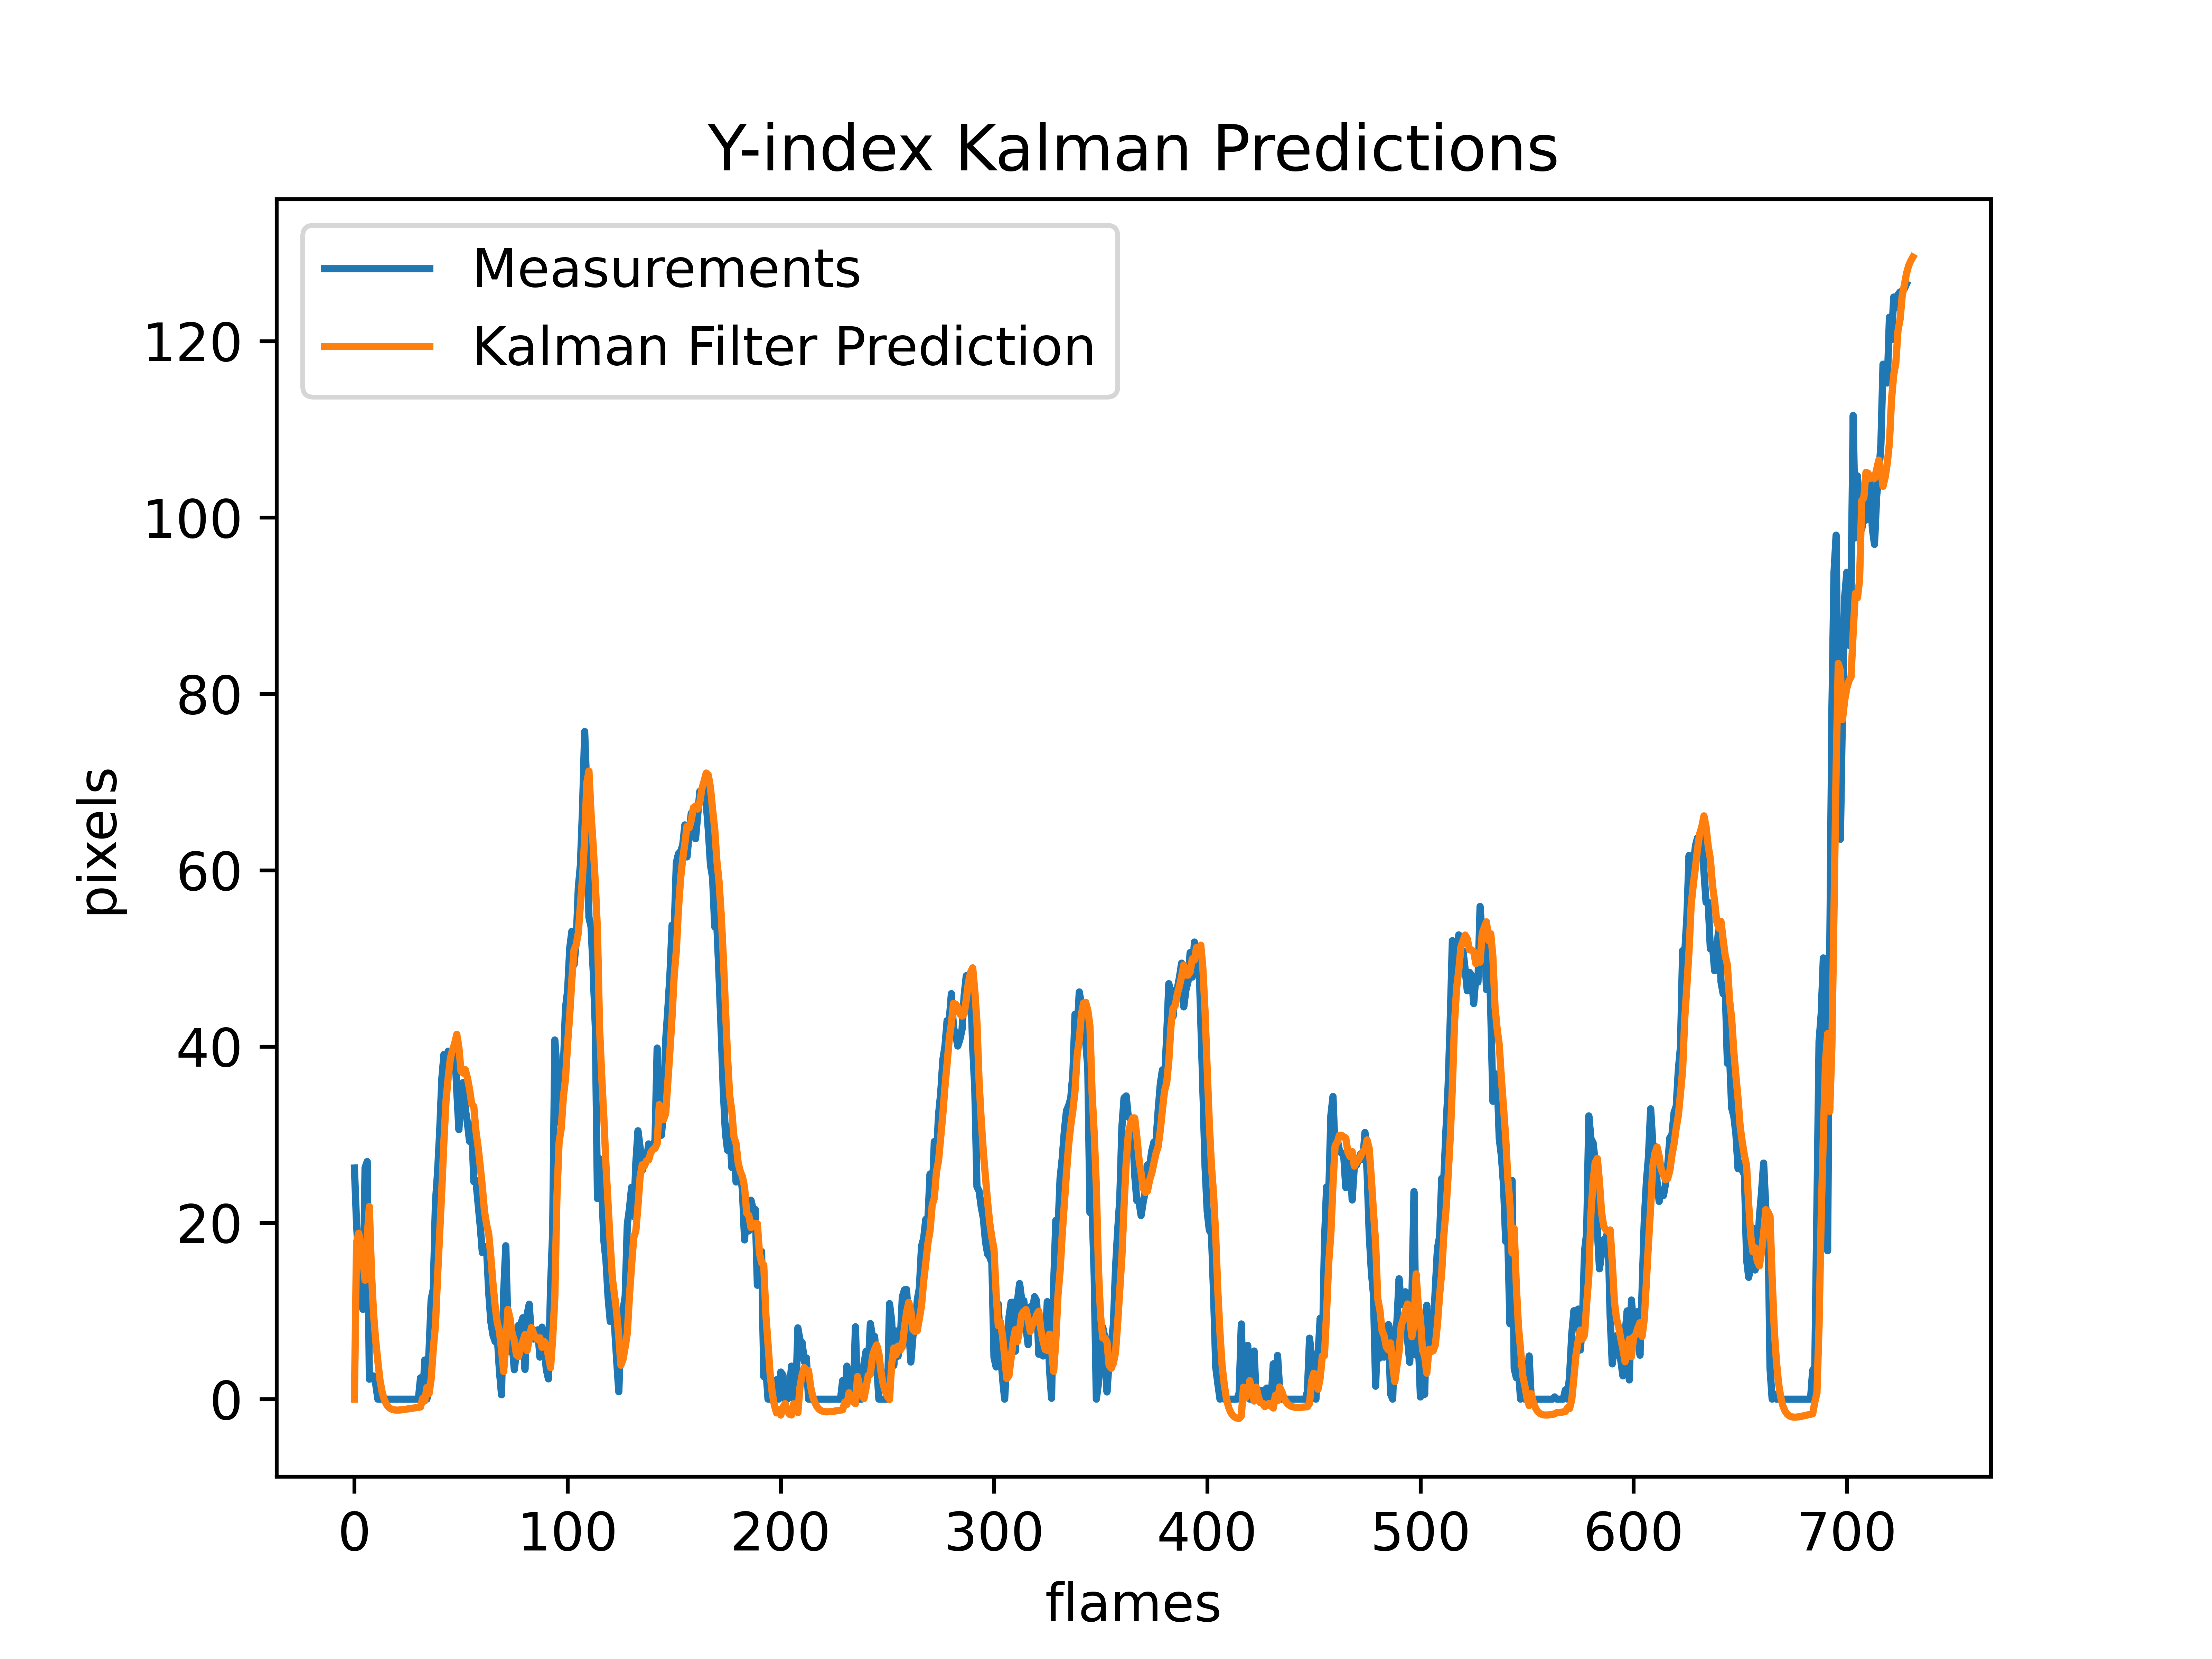 Y-index Kalman Predictions
Measurements
Kalman Filter Prediction
120
100
80
60
40
20
0
pixels
0 100 200 300 400 500 600 700
flames